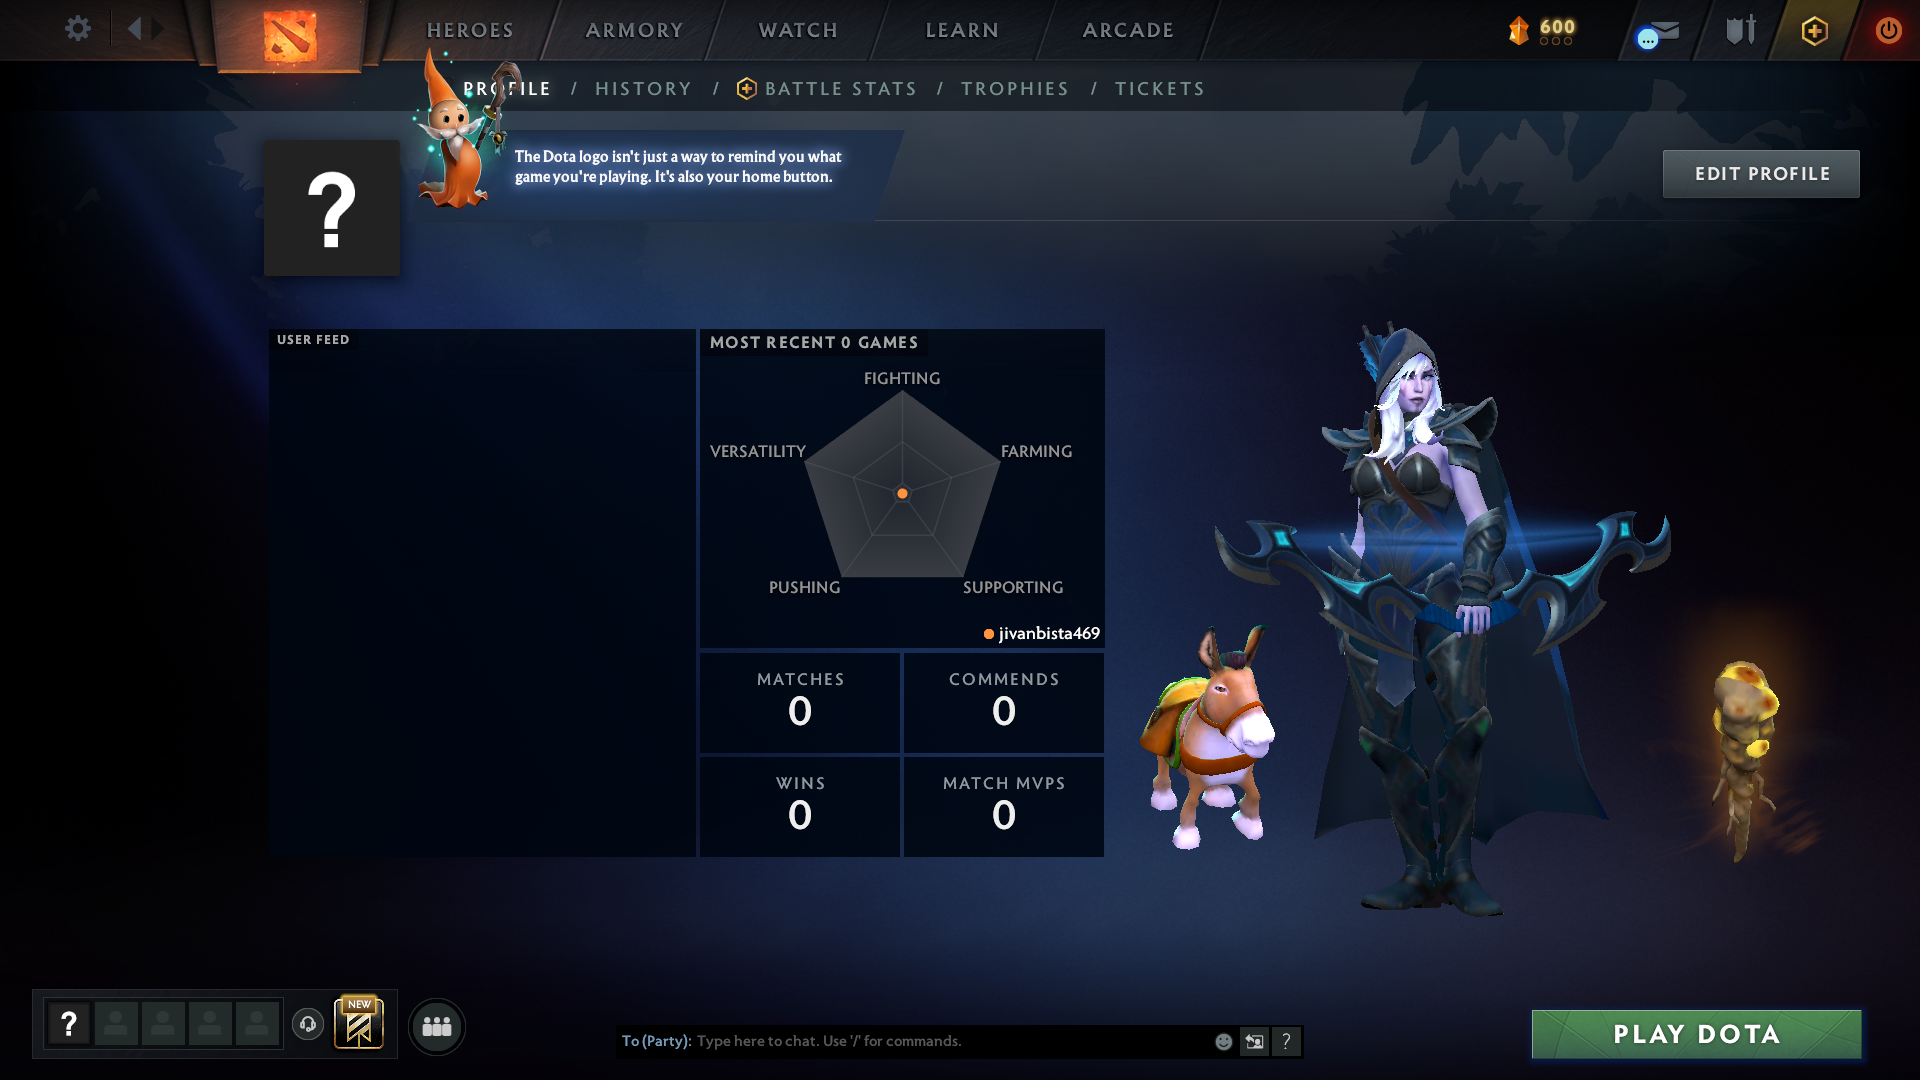 HEROES
ARMORY
WATCH
LEARN
ARCADE
600
PROFILE / HISTORY / BATTLE STATS / TROPHIES / TICKETS
?
The Dota logo isn't just a way to remind you what
game you're playing. It's also your home button.
EDIT PROFILE
USER FEED
MOST RECENT 0 GAMES
FIGHTING
VERSATILITY
FARMING
PUSHING
SUPPORTING
jivanbista469
MATCHES
0
COMMENDS
0
WINS
0
MATCH MVPS
0
?
NEW
To (Party): Type here to chat. Use '/' for commands.
?
PLAY DOTA